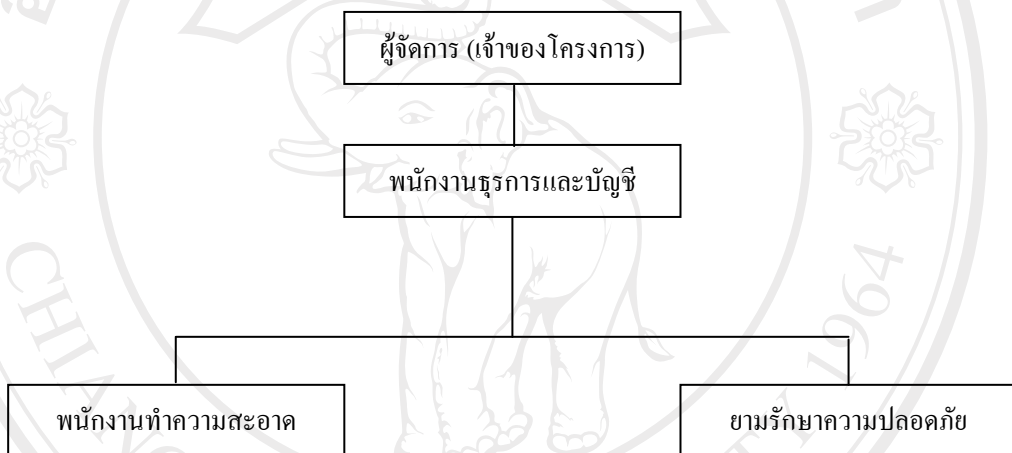 ผู้จัดการ (เจ้าของโครงการ)
พนักงานธุรการและบัญชี
พนักงานทำความสะอาด
ยามรักษาความปลอดภัย
CHIANG
1964